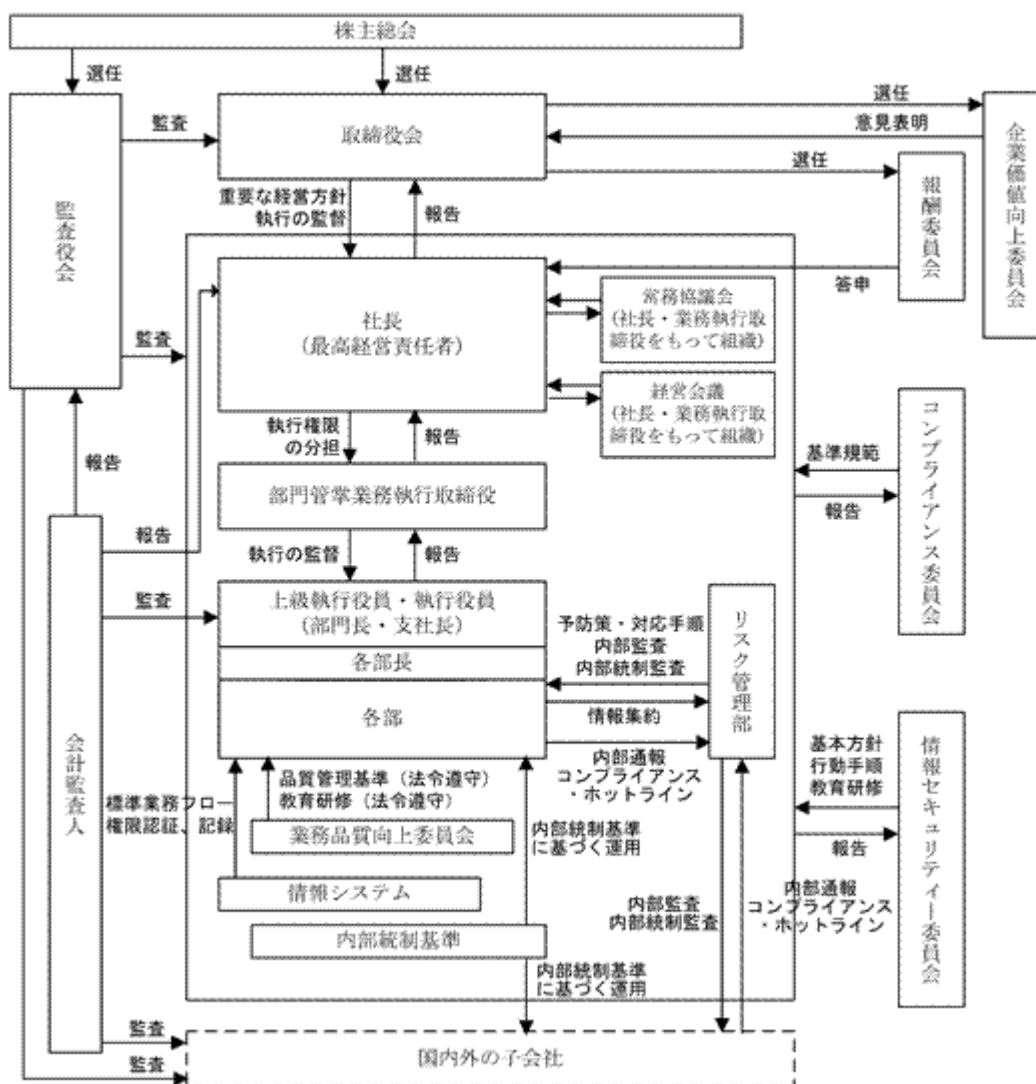 株主総会
選任
選任
選任
監査
取締役会
意見表明
選任
企業価値向上委員会
監査役会
重要な経営方針
執行の監督
報告
報酬委員会
答申
社長
(最高経営責任者)
常務協議会
(社長・業務執行取
締役をもって組織)
監査
経営会議
(社長・業務執行取
締役をもって組織)
執行権限
の分担
報告
報告
基準規範
報告
コンプライアンス委員会
部門管掌業務執行取締役
報告
執行の監督
報告
監査
上級執行役員・執行役員
(部門長・支社長)
各部長
各部
予防策・対応手順
内部監査
内部統制監査
情報集約
リスク管理部
内部通報
コンプライアンス
・ホットライン
会計監査人
基本方針
行動手順
教育研修
報告
情報セキュリティー委員会
品質管理基準（法令遵守）
教育研修（法令遵守）
標準業務フロー
権限認証、記録
業務品質向上委員会
内部統制基準
に基づく運用
情報システム
内部監査
内部統制監査
内部通報
コンプライアンス
・ホットライン
内部統制基準
内部統制基準
に基づく運用
監査
監査
国内外の子会社